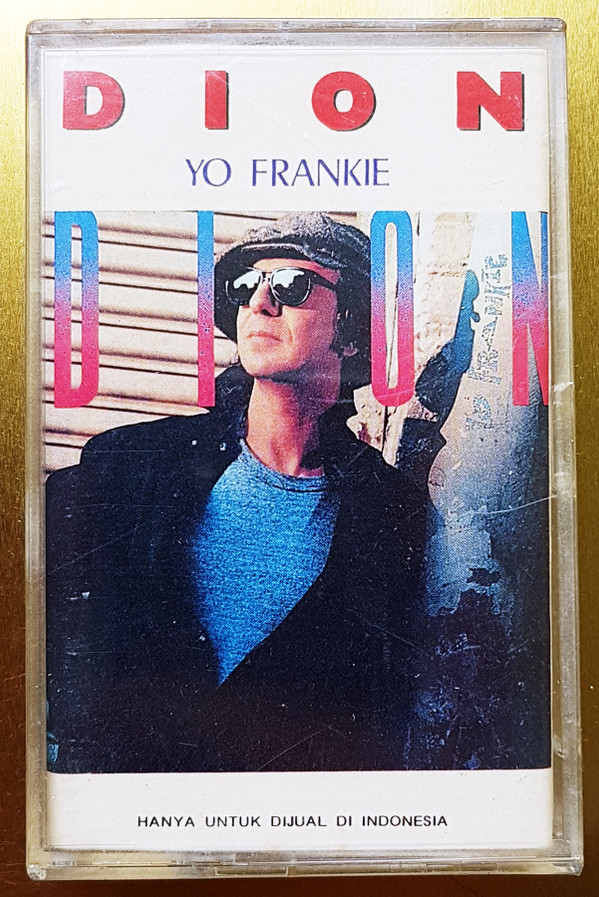 DION
YO FRANKIE
DION
YO FRANKIE
HANYA UNTUK DIJUAL DI INDONESIA